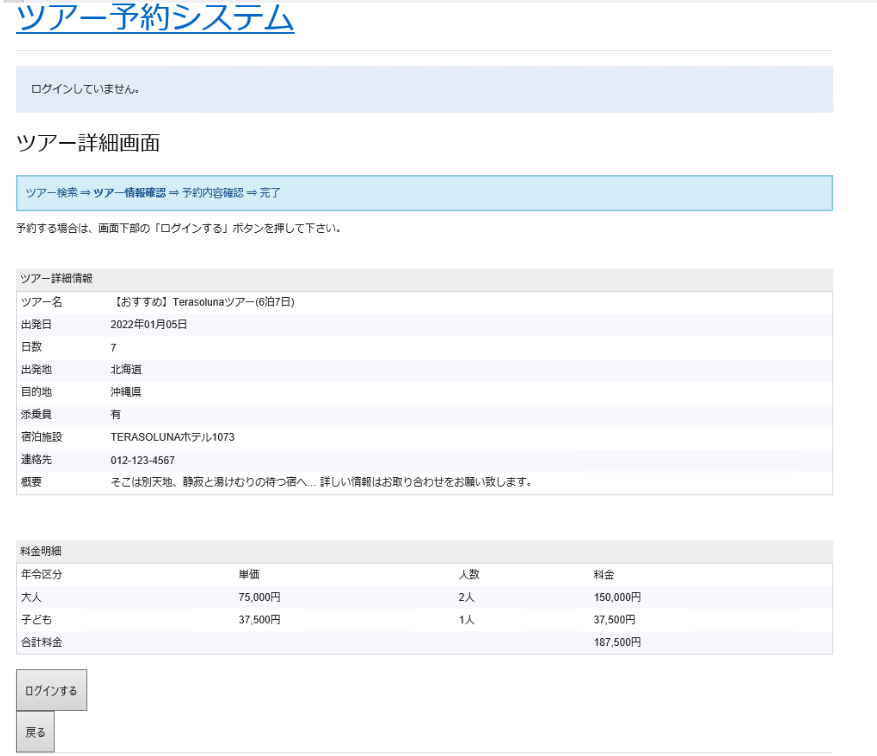 ツアー予約システム
ログインしていません。
ツアー詳細画面
ツアー検索 ⇒ ツアー情報確認 ⇒ 予約内容確認 ⇒ 完了
予約する場合は、画面下部の「ログインする」ボタンを押して下さい。
ツアー詳細情報
ツアー名 【おすすめ】Terasolunaツアー(6泊7日)
出発日 2022年01月05日
日数 7
出発地 北海道
目的地 沖縄県
添乗員 有
宿泊施設 TERASOLUNAホテル1073
連絡先 012-123-4567
概要 そこは別天地、静寂と湯けむりの待つ宿へ... 詳しい情報はお取り合わせをお願い致します。
料金明細
年令区分 単価 人数 料金
大人 75,000円 2人 150,000円
子ども 37,500円 1人 37,500円
合計料金 187,500円
ログインする
戻る